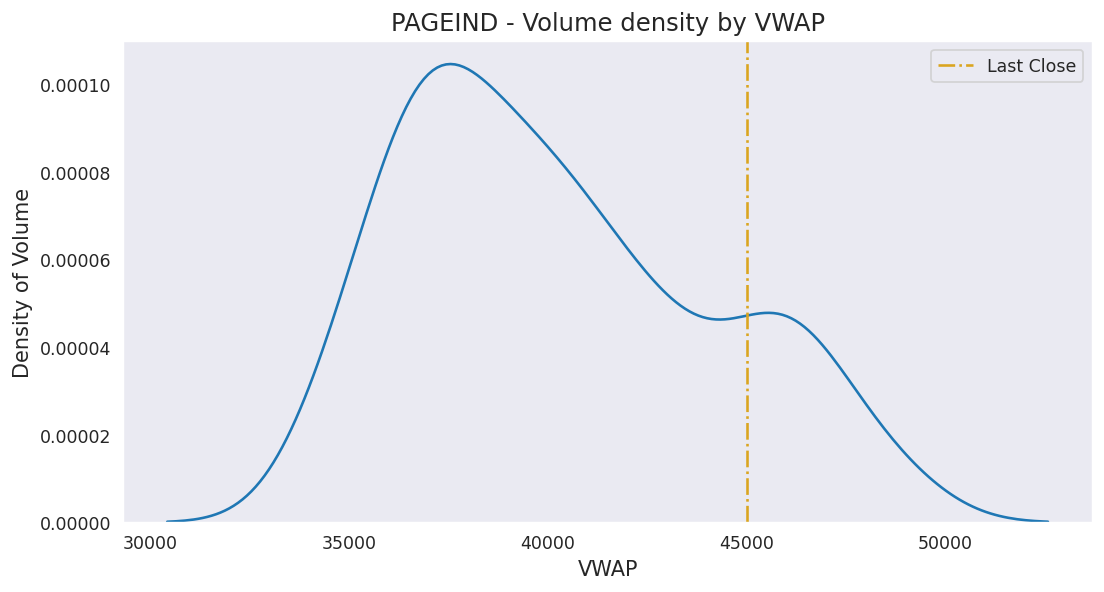 PAGEIND - Volume density by VWAP
Last Close
Density of Volume
0.00010
0.00008
0.00006
0.00004
0.00002
0.00000
30000 35000 40000 45000 50000
VWAP